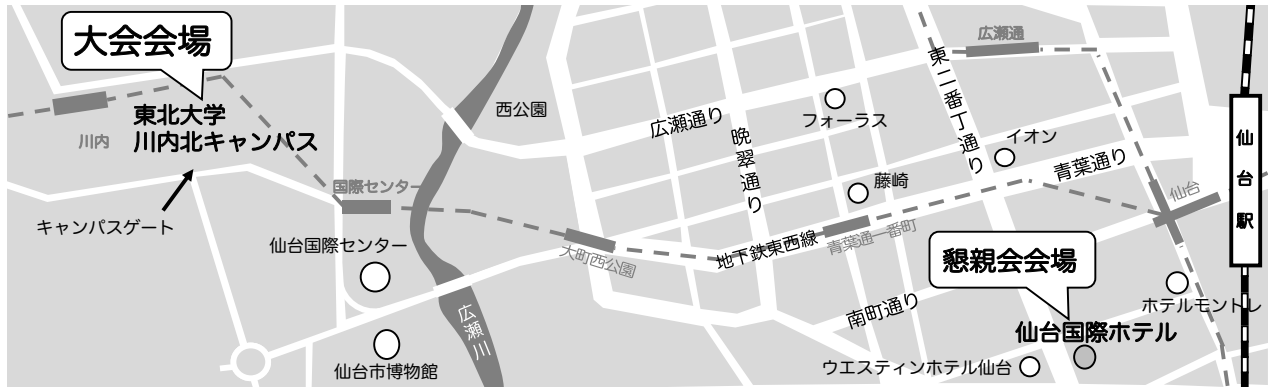 大会会場
東北大学
川内北キャンパス
川内
キャンパスゲート
国際センター
仙台国際センター
仙台市博物館
西公園
広瀬川
大町西公園
広瀬通り
晩翠通り
地下鉄東西線
フォーラス
藤崎
青葉通一番町
東二番丁通り
広瀬通
イオン
青葉通り
仙台
仙台駅
南町通り
懇親会会場
仙台国際ホテル
ホテルモントレ
ウエスティンホテル仙台